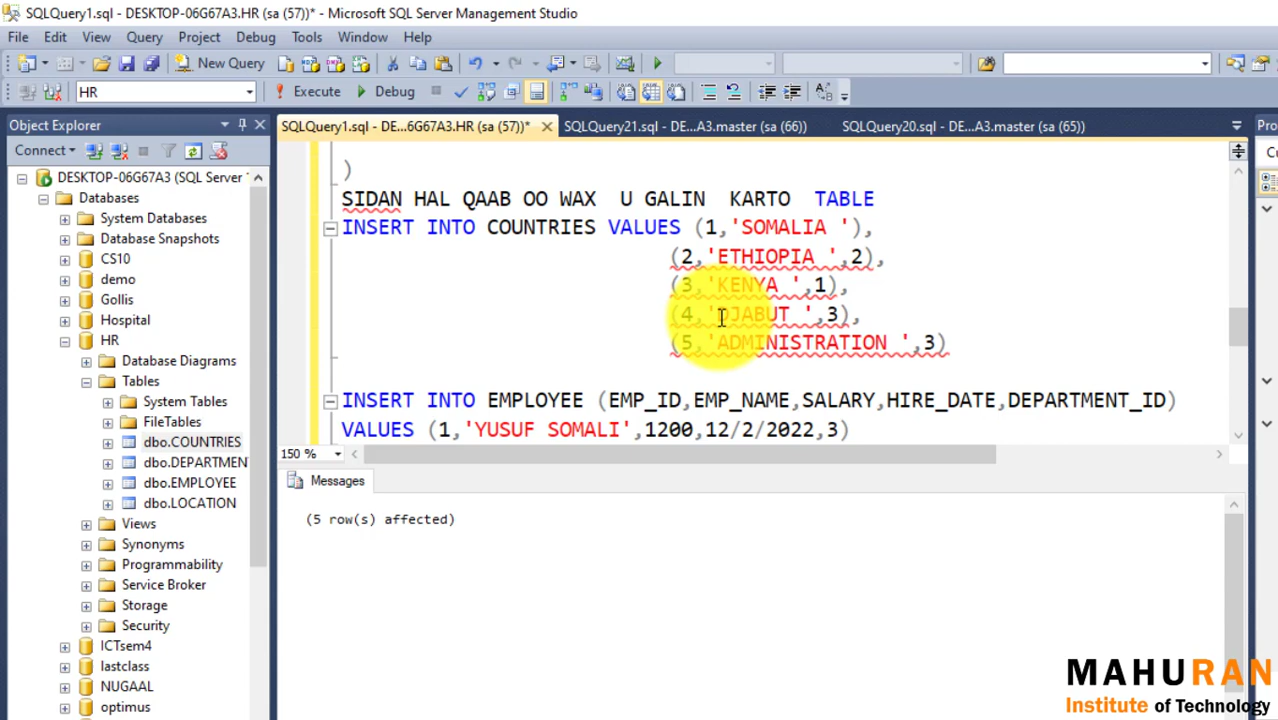 SQLQuery1.sql - DESKTOP-06G67A3.HR (sa (57))* - Microsoft SQL Server Management Studio
File Edit View Query Project Debug Tools Window Help
New Query
HR Execute Debug
Object Explorer
SQLQuery1.sql - DE...6G67A3.HR (sa (57))* SQLQuery21.sql - DE...A3.master (66)) SQLQuery20.sql - DE...A3.master (sa (65)) Pro
Connect
DESKTOP-06G67A3 (SQL Server
Databases
System Databases
Database Snapshots
CS10
demo
Gollis
Hospital
HR
Database Diagrams
Tables
System Tables
FileTables
dbo.COUNTRIES
dbo.DEPARTMEN
dbo.EMPLOYEE
dbo.LOCATION
Views
Synonyms
Programmability
Service Broker
Storage
Security
ICTsem4
lastclass
NUGAAL
optimus
)
SIDAN HAL QAAB OO WAX U GALIN KARTO TABLE
INSERT INTO COUNTRIES VALUES (1,'SOMALIA '),
(2,'ETHIOPIA ',2),
(3,'KENYA ',1),
(4,'DJABUT ',3),
(5,'ADMINISTRATION ',3)
INSERT INTO EMPLOYEE (EMP_ID,EMP_NAME,SALARY,HIRE_DATE,DEPARTMENT_ID)
VALUES (1,'YUSUF SOMALI',1200,12/2/2022,3)
150 %
Messages
(5 row(s) affected)
MAHURAN
Institute of Technology